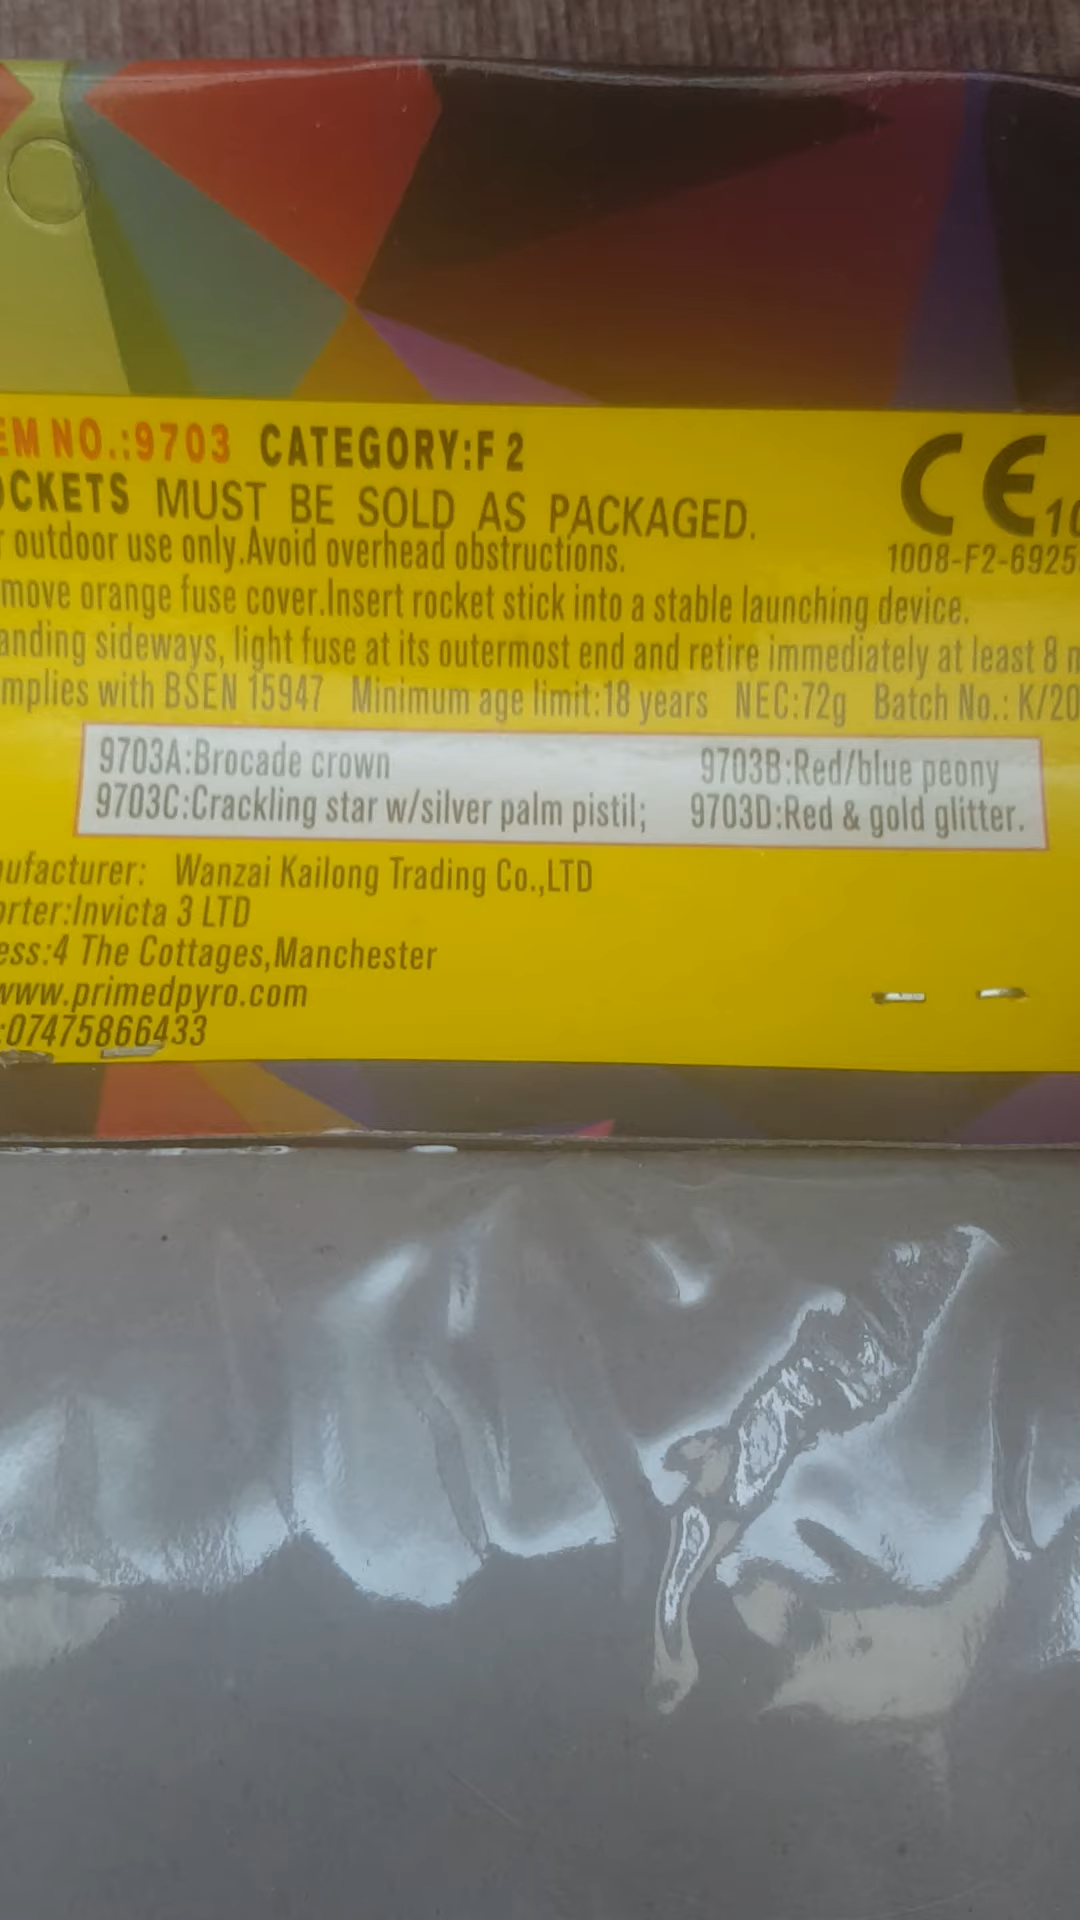 EM NO.:9703 CATEGORY:F 2
OCKETS MUST BE SOLD AS PACKAGED.
r outdoor use only.Avoid overhead obstructions.
move orange fuse cover.Insert rocket stick into a stable launching device.
anding sideways, light fuse at its outermost end and retire immediately at least 8 m
mplies with BSEN 15947 Minimum age limit:18 years NEC:72g Batch No.: K/20
CE 10
1008-F2-6925
9703A:Brocade crown 9703B:Red/blue peony
9703C:Crackling star w/silver palm pistil; 9703D:Red & gold glitter.
nufacturer: Wanzai Kailong Trading Co.,LTD
orter:Invicta 3 LTD
ess:4 The Cottages,Manchester
www.primedpyro.com
:07475866433